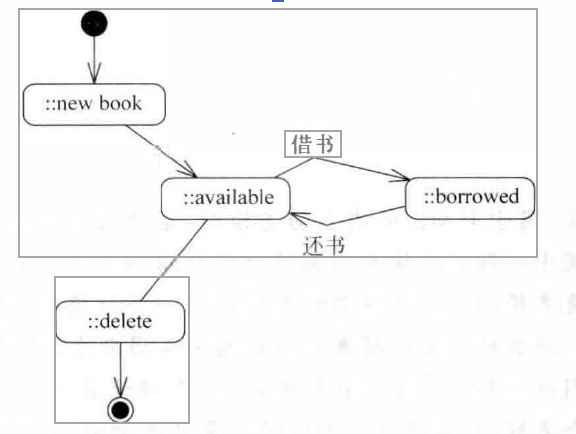 ::new book
借书
::available
::borrowed
还书
::delete